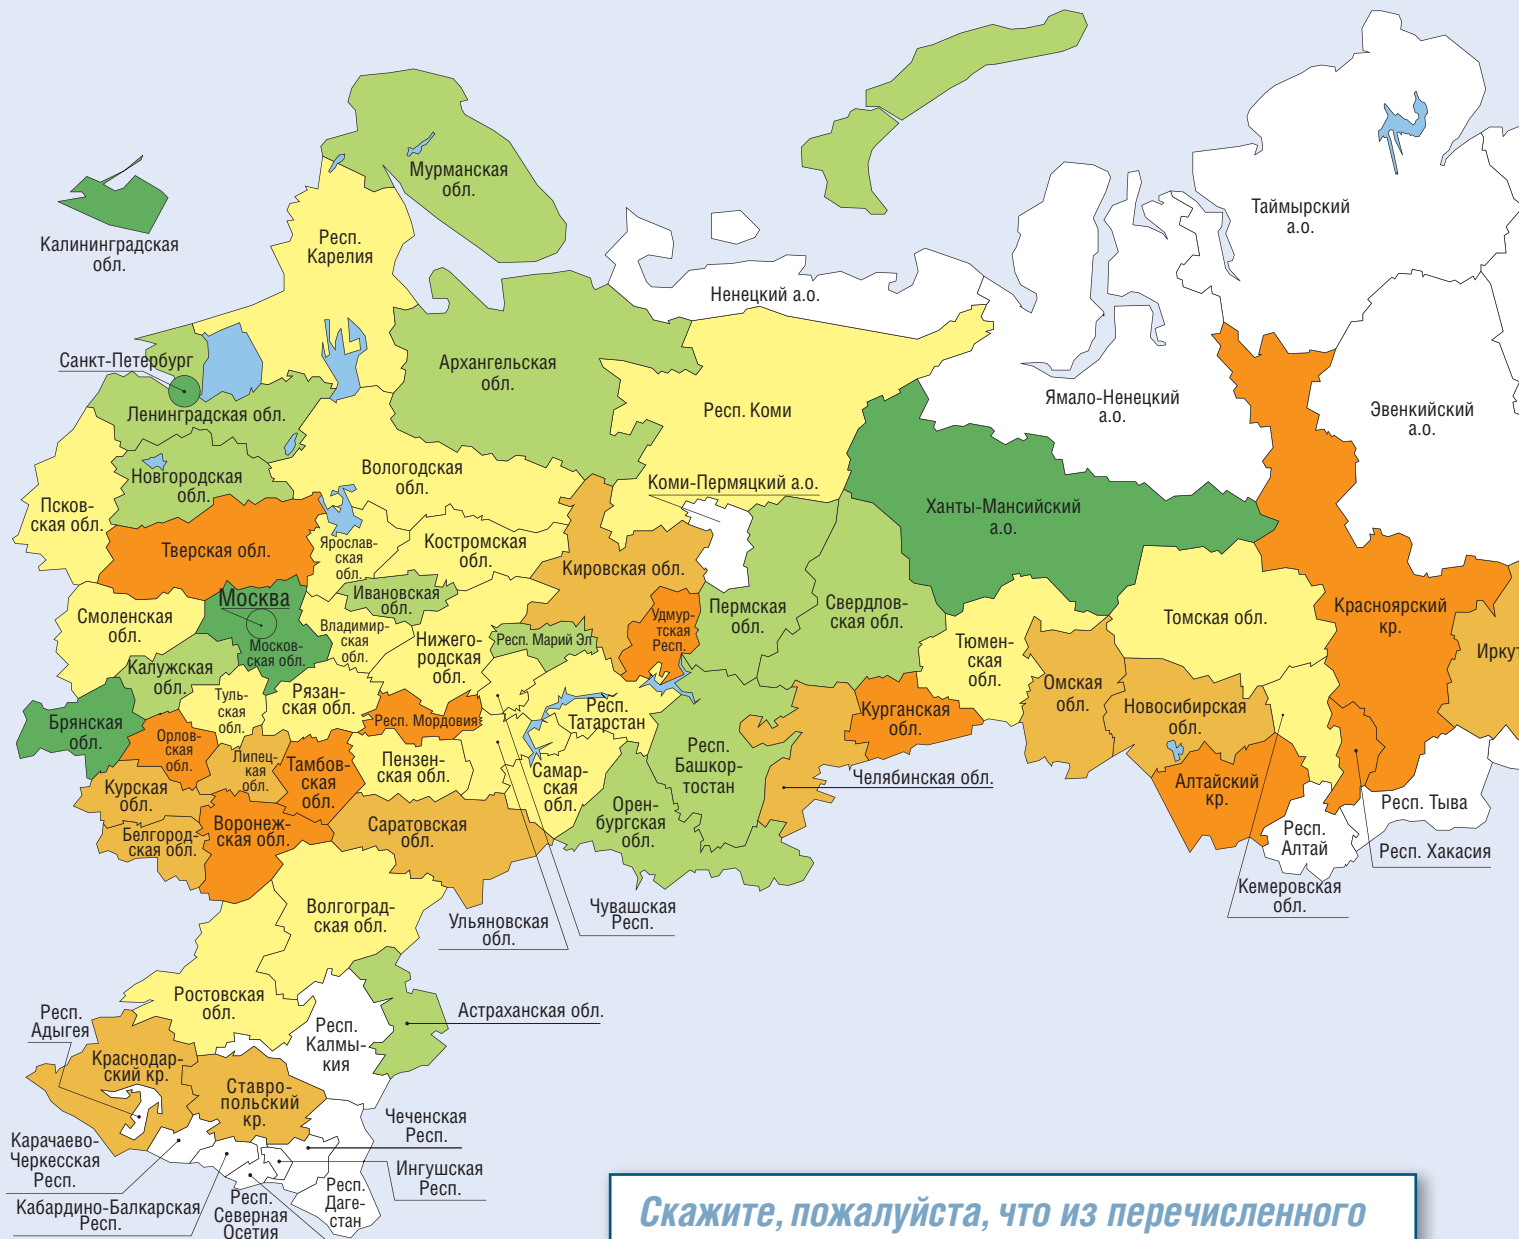 Мурманская
обл.
Калининградская
обл.
Респ.
Карелия
Таймырский
а.о.
Ненецкий а.о.
Санкт-Петербург
Архангельская
обл.
Ленинградская обл.
Респ. Коми
Ямало-Ненецкий
а.о.
Эвенкийский
а.о.
Новгородская
обл.
Вологодская
обл.
Коми-Пермяцкий а.о.
Псков-
ская обл.
Ханты-Мансийский
а.о.
Тверская обл.
Ярослав-
ская
обл.
Костромская
обл.
Кировская обл.
Москва
Ивановская
обл.
Смоленская
обл.
Удмур-
тская
Респ.
Пермская
обл.
Свердлов-
ская обл.
Томская обл.
Красноярский
кр.
Владимир-
ская
обл.
Нижего-
родская
обл.
Респ. Марий Эл
Московс-
ская обл.
Тюмен-
ская
обл.
Иркут
Калужская
обл.
Туль-
ская
обл.
Рязан-
ская обл.
Омская
обл.
Новосибирская
обл.
Брянская
обл.
Респ. Мордовия
Респ.
Татарстан
Курганская
обл.
Орлов-
ская
обл.
Липец-
кая
обл.
Тамбов-
ская
обл.
Пензен-
ская обл.
Самар-
ская
обл.
Респ.
Башкор-
тостан
Челябинская обл.
Алтайский
кр.
Курская
обл.
Воронеж-
ская обл.
Саратовская
обл.
Орен-
бургская
обл.
Респ. Тыва
Белгород-
ская обл.
Респ.
Алтай
Респ. Хакасия
Кемеровская
обл.
Волгоград-
ская обл.
Ульяновская
обл.
Чувашская
Респ.
Ростовская
обл.
Астраханская обл.
Респ.
Адыгея
Респ.
Калмы-
кия
Краснодар-
ский кр.
Ставро-
польский
кр.
Чеченская
Респ.
Карачаево-
Черкесская
Респ.
Ингушская
Респ.
Кабардино-Балкарская
Респ.
Респ.
Северная
Осетия
Респ.
Даге-
стан
Скажите, пожалуйста, что из перечисленного